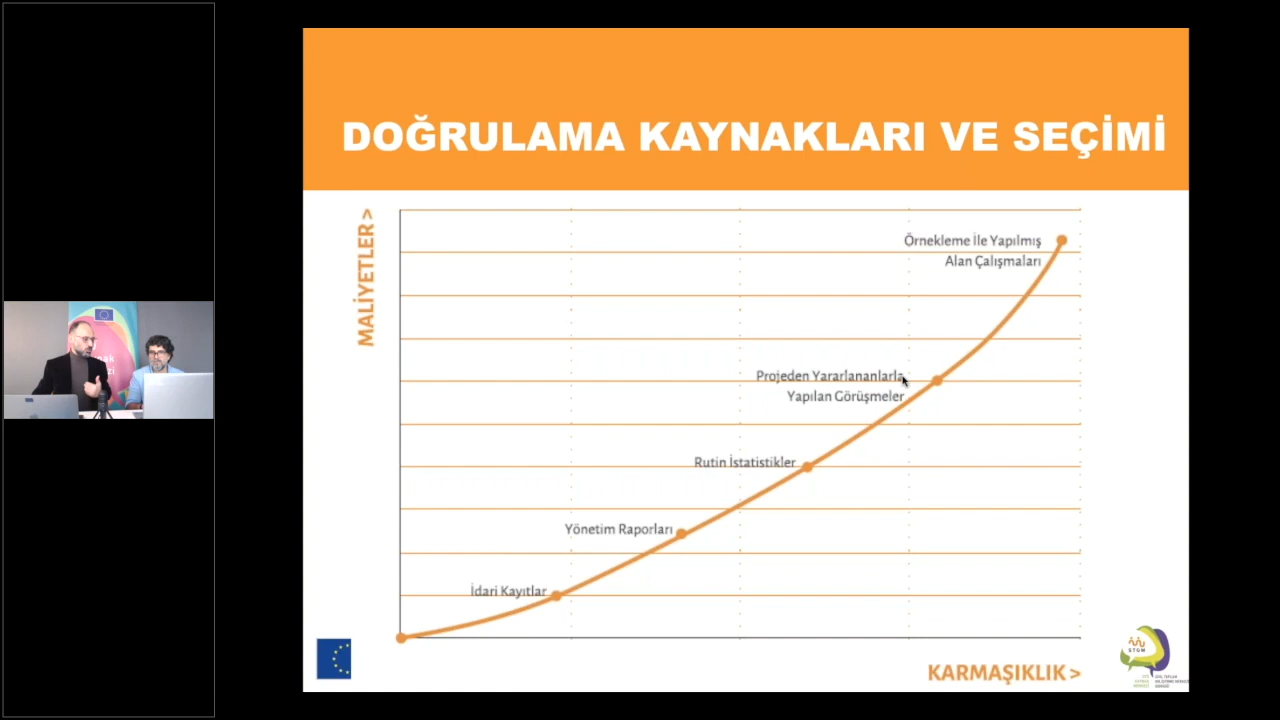 DOĞRULAMA KAYNAKLARI VE SEÇİMİ
MALİYETLER >
Örnekleme İle Yapılmış
Alan Çalışmaları
Projeden Yararlananlarla
Yapılan Görüşmeler
Rutin İstatistikler
Yönetim Raporları
İdari Kayıtlar
KARMAŞIKLIK >
STGM